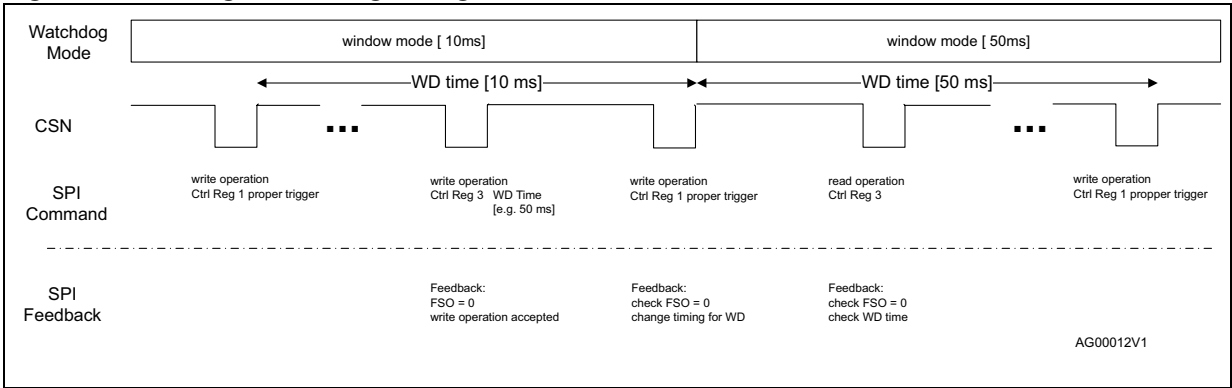 Watchdog
Mode
window mode [ 10ms]
window mode [ 50ms]
WD time [10 ms]
WD time [50 ms]
CSN
...
...
SPI
Command
write operation
Ctrl Reg 1 proper trigger
write operation
Ctrl Reg 3 WD Time
[e.g. 50 ms]
write operation
Ctrl Reg 1 proper trigger
read operation
Ctrl Reg 3
write operation
Ctrl Reg 1 propper trigger
SPI
Feedback
Feedback:
FSO = 0
write operation accepted
Feedback:
check FSO = 0
change timing for WD
Feedback:
check FSO = 0
check WD time
AG00012V1